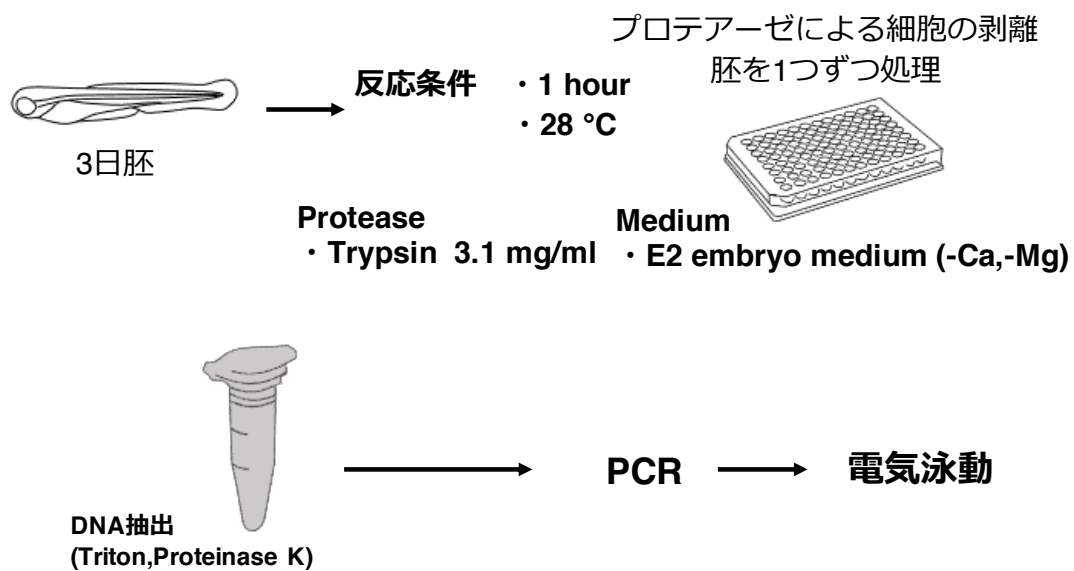 プロテアーゼによる細胞の剥離
胚を1つずつ処理
反応条件 ・1 hour
・28 °C
3日胚
Protease
・Trypsin 3.1 mg/ml
Medium
・E2 embryo medium (-Ca,-Mg)
DNA抽出
(Triton,Proteinase K)
PCR
電気泳動